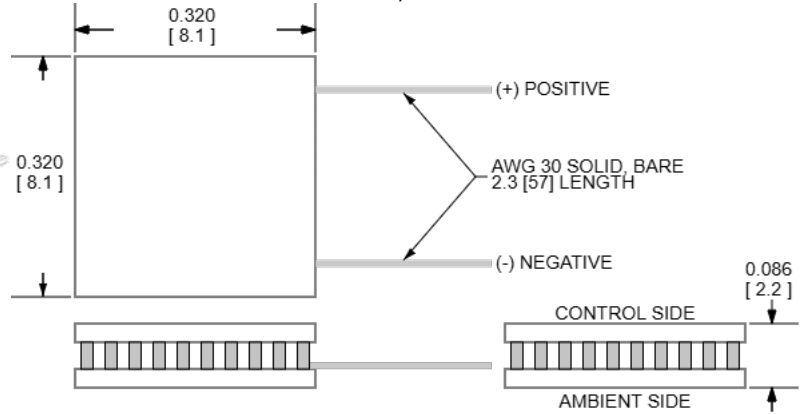 0.320
[ 8.1 ]
(+) POSITIVE
0.320
[ 8.1 ]
AWG 30 SOLID, BARE
2.3 [57] LENGTH
(-) NEGATIVE
0.086
[ 2.2 ]
CONTROL SIDE
AMBIENT SIDE